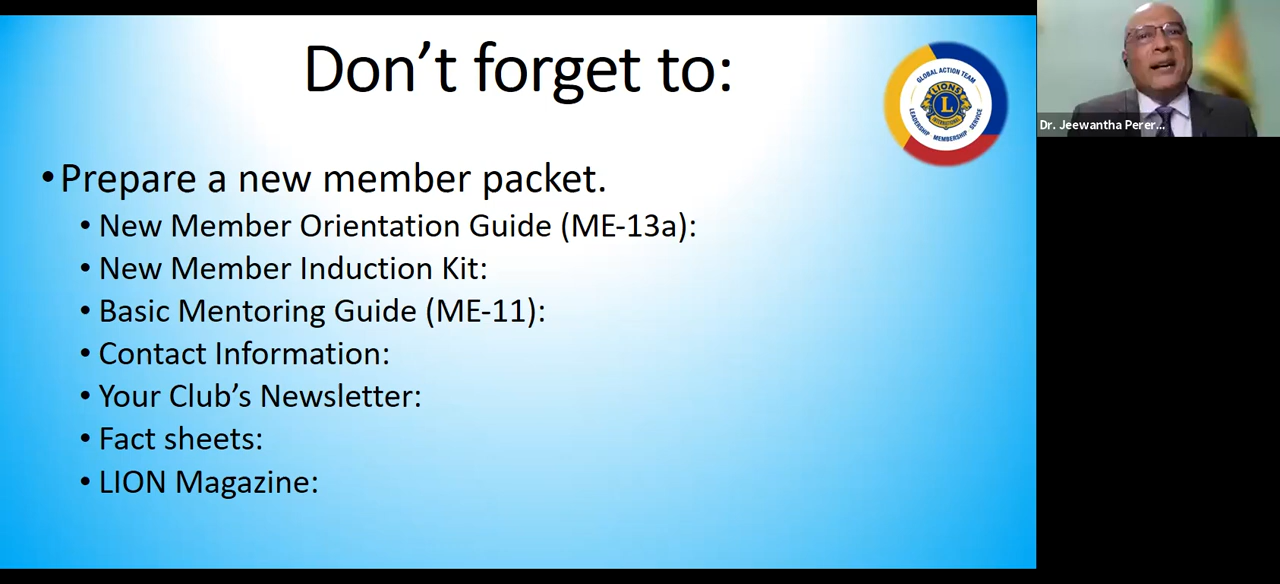 Don't forget to:
GLOBAL ACTION TEAM
LIONS
L
INTERNATIONAL
LEADERSHIP MEMBERSHIP SERVICE
Dr. Jeewantha Perer...
•Prepare a new member packet.
• New Member Orientation Guide (ME-13a):
• New Member Induction Kit:
• Basic Mentoring Guide (ME-11):
• Contact Information:
• Your Club's Newsletter:
• Fact sheets:
• LION Magazine: